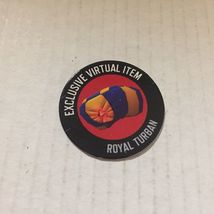 EXCLUSIVE VIRTUAL ITEM
ROYAL TURBAN